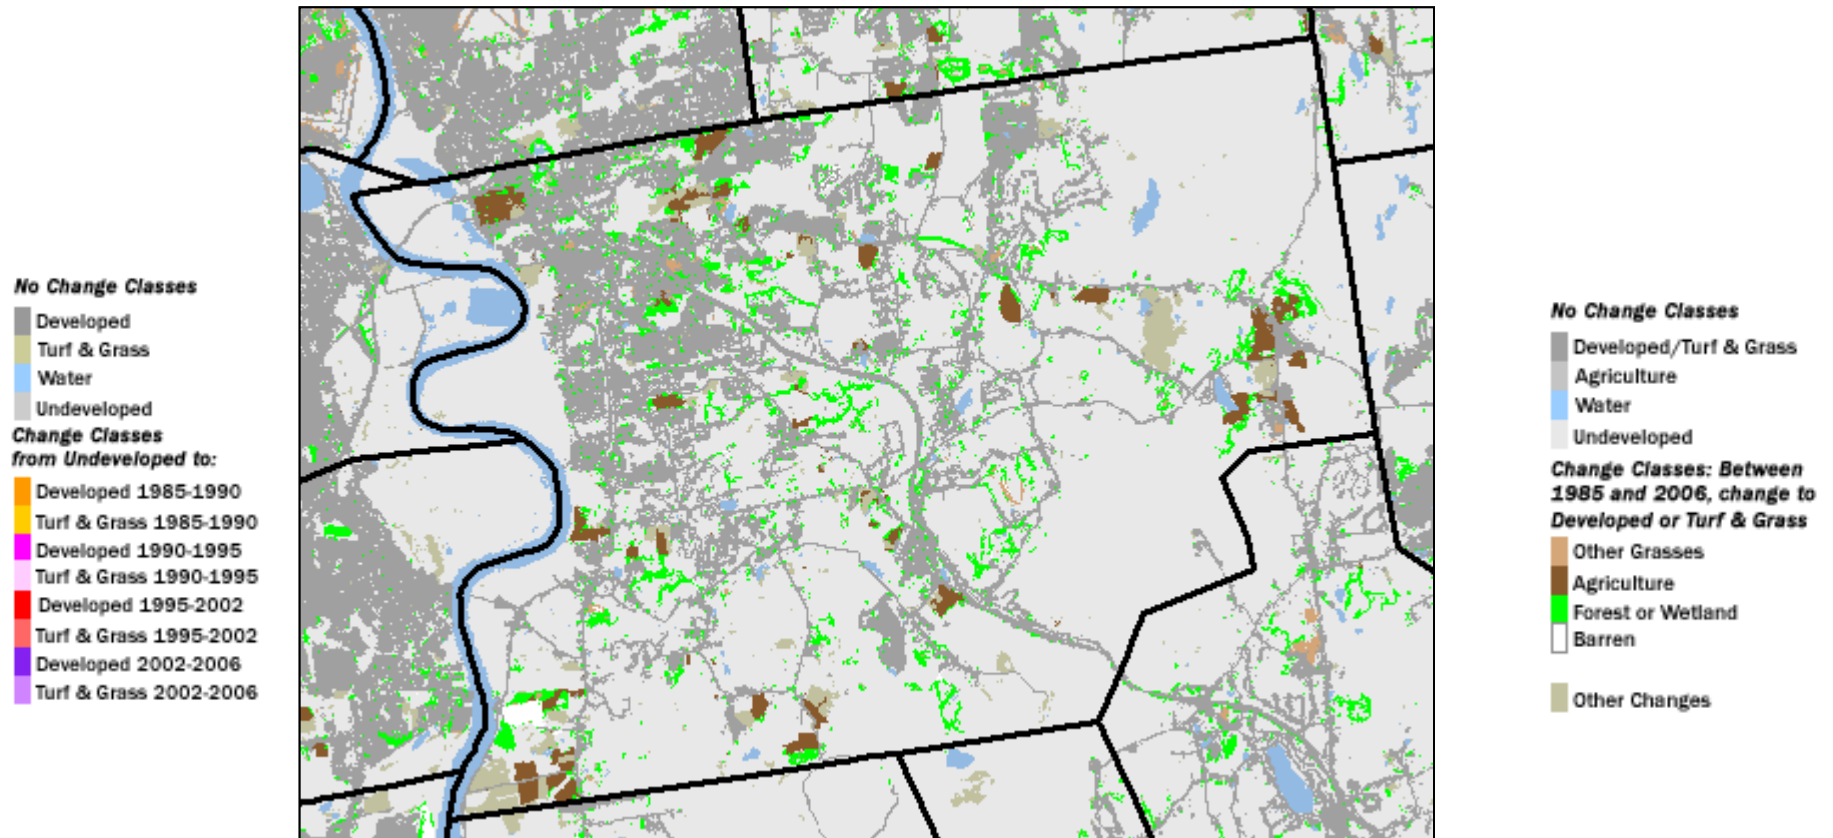 No Change Classes
Developed
Turf & Grass
Water
Undeveloped
Change Classes
from Undeveloped to:
Developed 1985-1990
Turf & Grass 1985-1990
Developed 1990-1995
Turf & Grass 1990-1995
Developed 1995-2002
Turf & Grass 1995-2002
Developed 2002-2006
Turf & Grass 2002-2006
No Change Classes
Developed/Turf & Grass
Agriculture
Water
Undeveloped
Change Classes: Between
1985 and 2006, change to
Developed or Turf & Grass
Other Grasses
Agriculture
Forest or Wetland
Barren
Other Changes